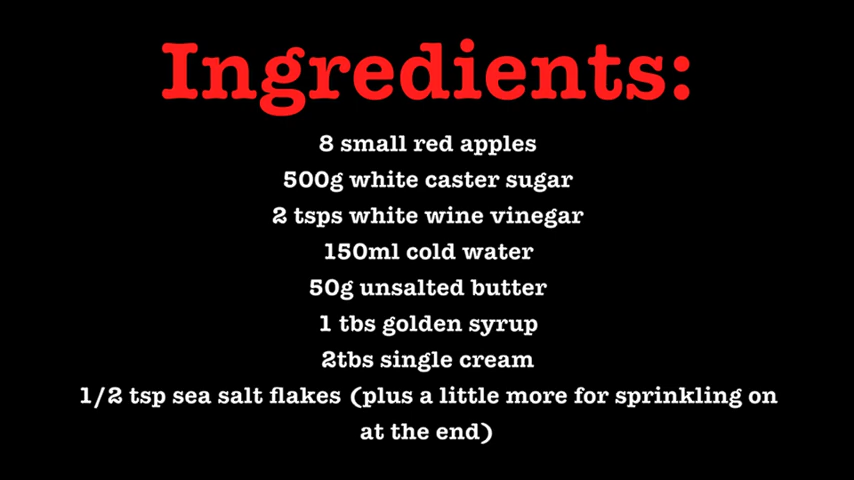 Ingredients:
8 small red apples
500g white caster sugar
2 tsps white wine vinegar
150ml cold water
50g unsalted butter
1 tbs golden syrup
2tbs single cream
1/2 tsp sea salt flakes (plus a little more for sprinkling on
at the end)